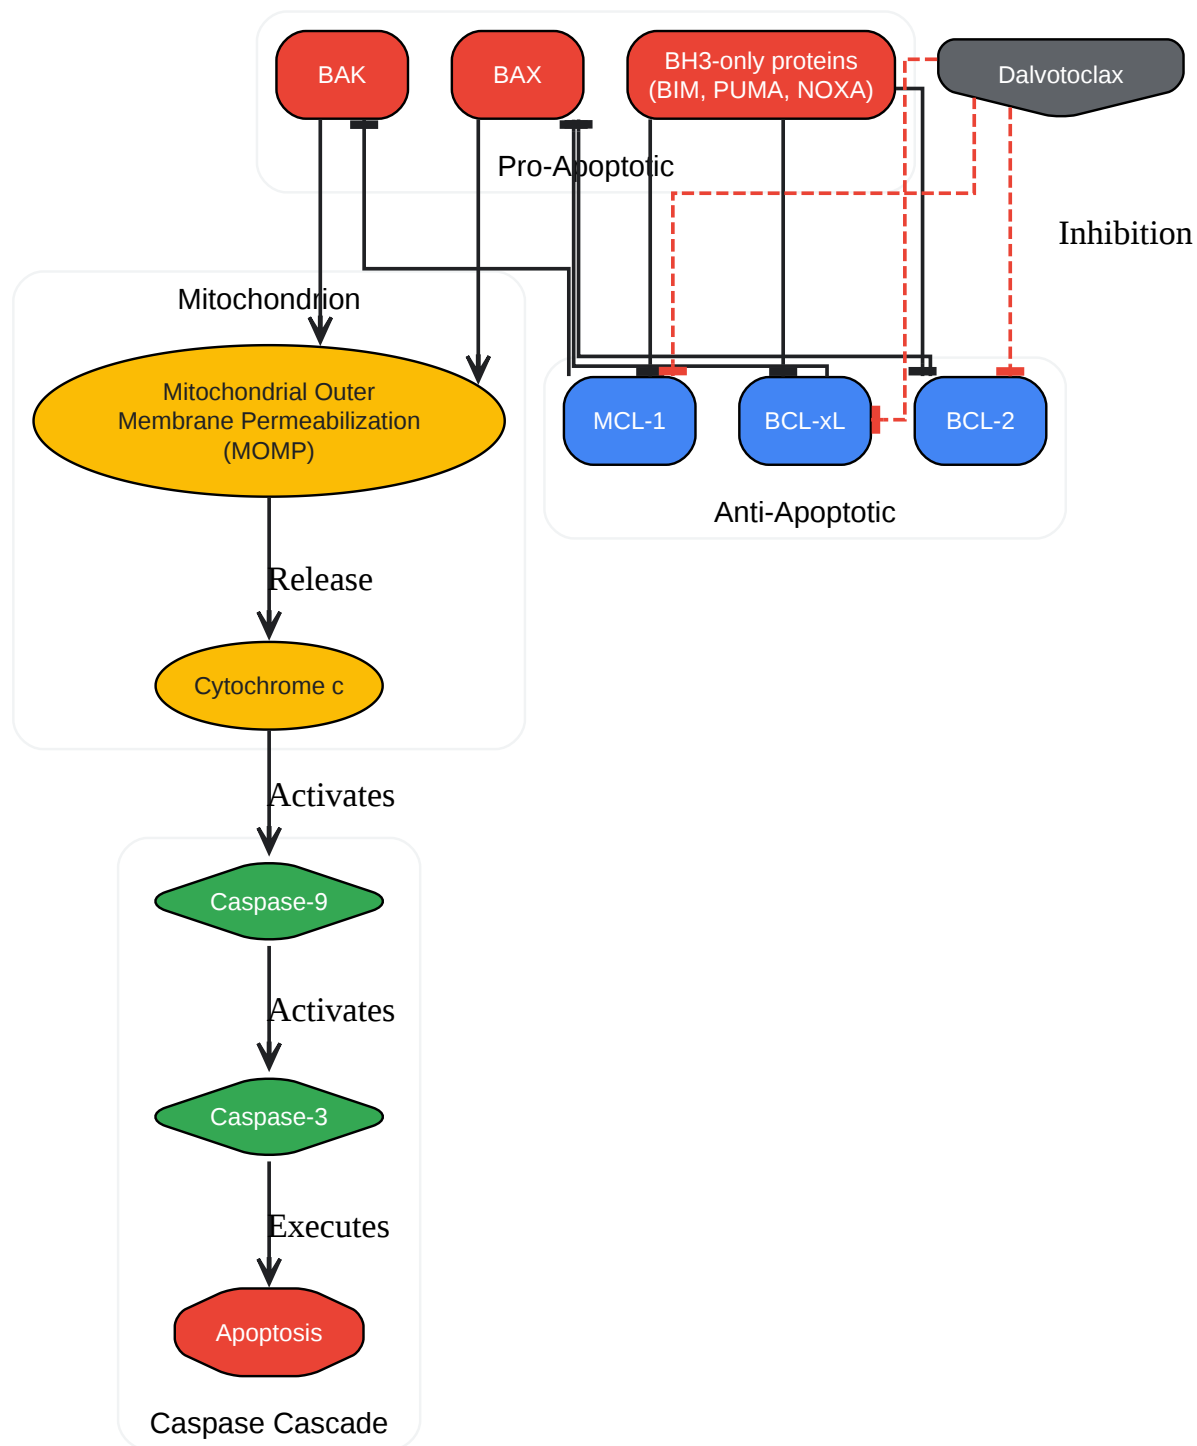 BAK
BAX
BH3-only proteins
(BIM, PUMA, NOXA)
Dalvotoclax
Pro-Apoptotic
Inhibition
Mitochondrion
Mitochondrial Outer
Membrane Permeabilization
(MOMP)
MCL-1
BCL-xL
BCL-2
Anti-Apoptotic
Release
Cytochrome c
Activates
Caspase-9
Activates
Caspase-3
Executes
Apoptosis
Caspase Cascade